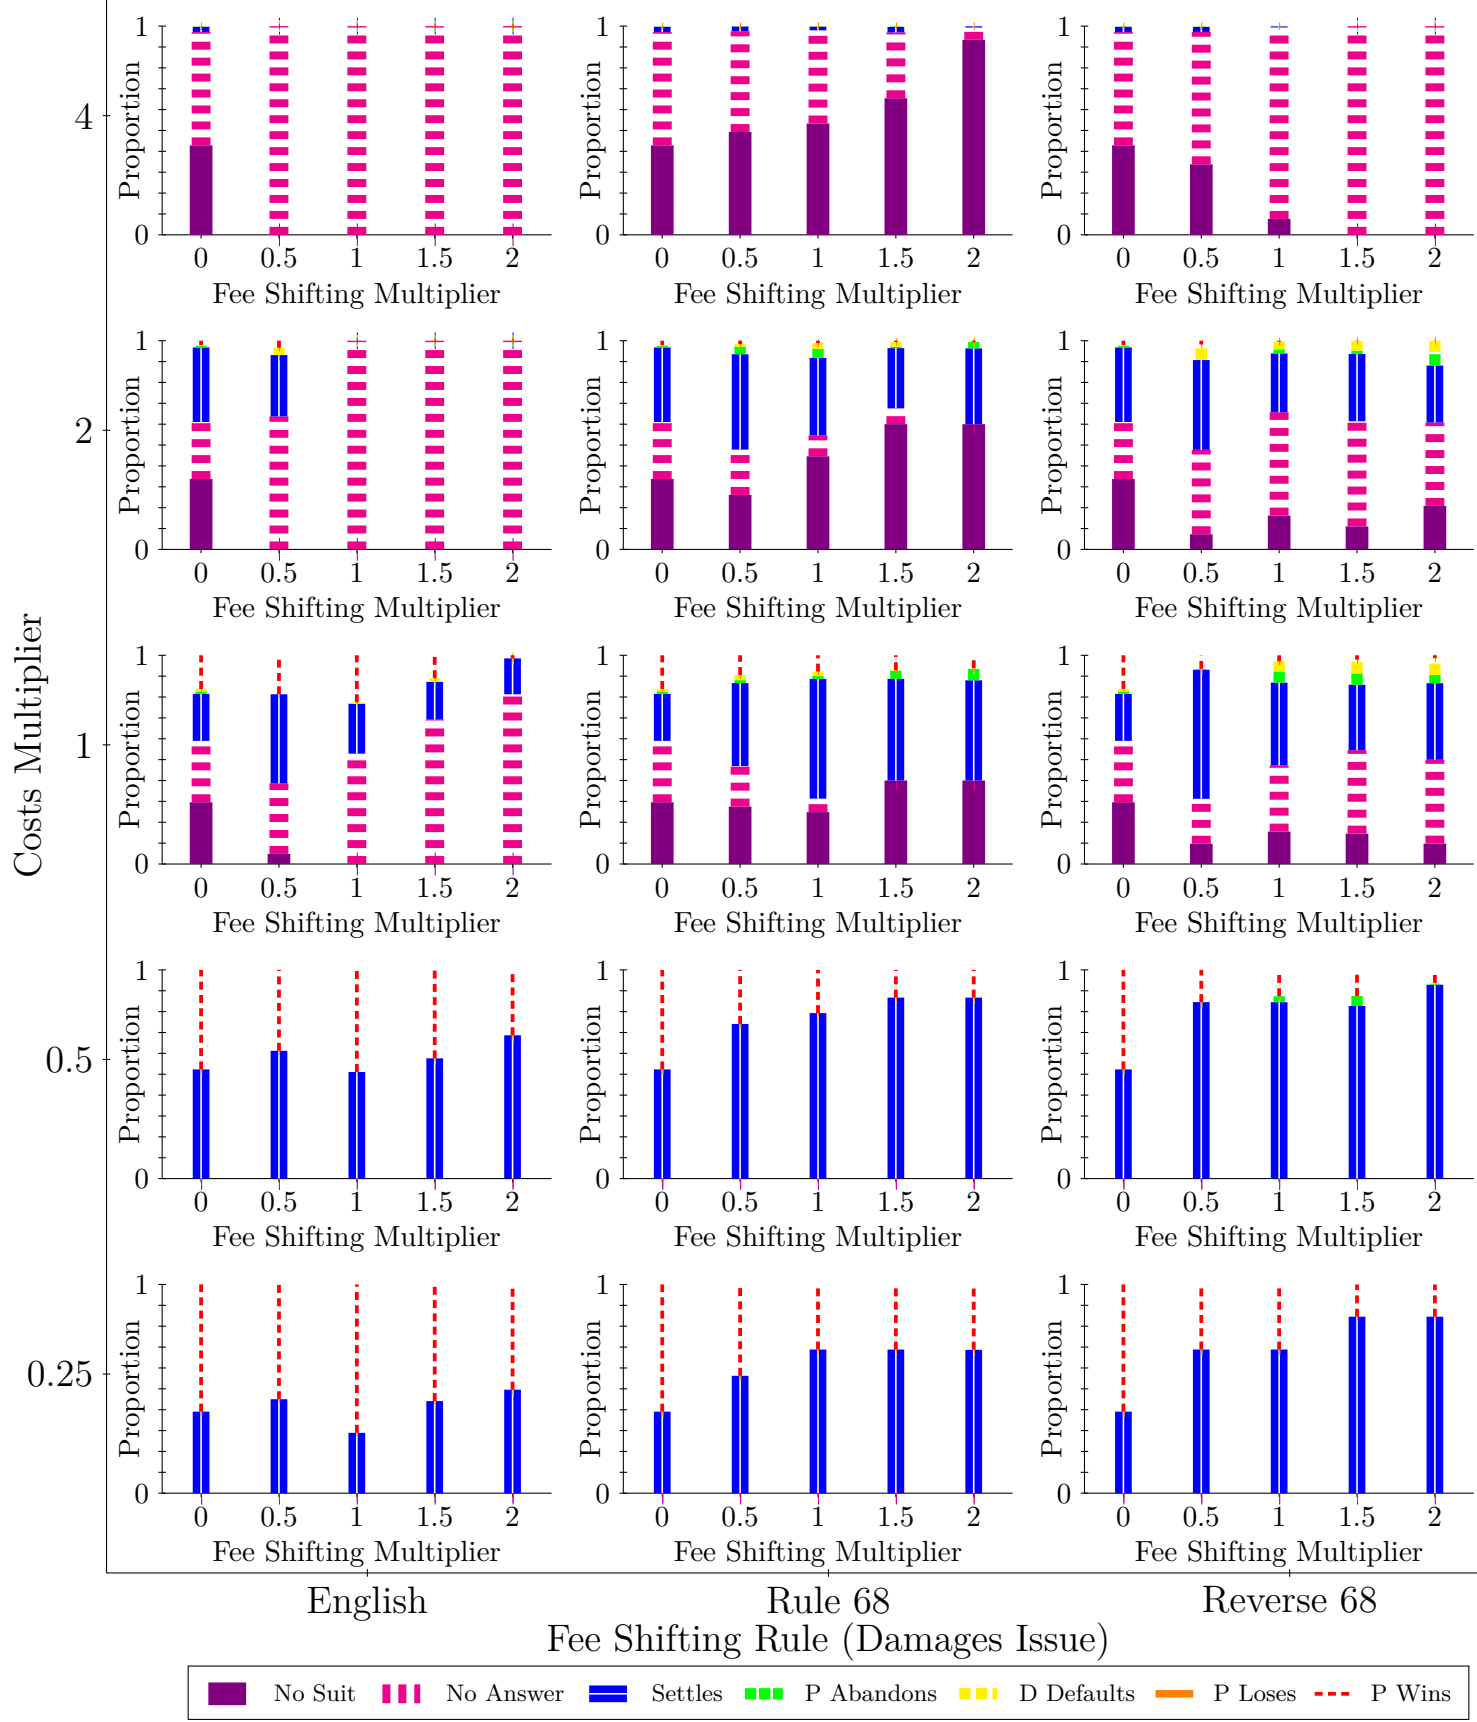 1
Proportion
0
0 0.5 1 1.5 2
Fee Shifting Multiplier
1
Proportion
0
0 0.5 1 1.5 2
Fee Shifting Multiplier
1
Proportion
0
0 0.5 1 1.5 2
Fee Shifting Multiplier
4
1
Proportion
0
0 0.5 1 1.5 2
Fee Shifting Multiplier
1
Proportion
0
0 0.5 1 1.5 2
Fee Shifting Multiplier
1
Proportion
0
0 0.5 1 1.5 2
Fee Shifting Multiplier
2
1
Proportion
0
0 0.5 1 1.5 2
Fee Shifting Multiplier
1
Proportion
0
0 0.5 1 1.5 2
Fee Shifting Multiplier
1
Proportion
0
0 0.5 1 1.5 2
Fee Shifting Multiplier
1
Costs Multiplier
1
Proportion
0
0 0.5 1 1.5 2
Fee Shifting Multiplier
1
Proportion
0
0 0.5 1 1.5 2
Fee Shifting Multiplier
1
Proportion
0
0 0.5 1 1.5 2
Fee Shifting Multiplier
0.5
1
Proportion
0
0 0.5 1 1.5 2
Fee Shifting Multiplier
1
Proportion
0
0 0.5 1 1.5 2
Fee Shifting Multiplier
1
Proportion
0
0 0.5 1 1.5 2
Fee Shifting Multiplier
0.25
English Rule 68 Reverse 68
Fee Shifting Rule (Damages Issue)
No Suit No Answer Settles P Abandons D Defaults P Loses P Wins